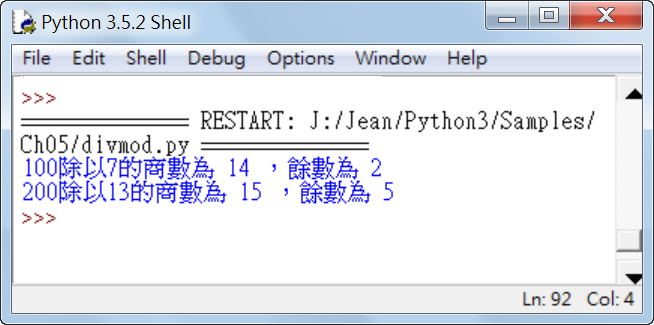 Python 3.5.2 Shell
File Edit Shell Debug Options Window Help
>>>
=============== RESTART: J:/Jean/Python3/Samples/
Ch05/divmod.py ===============
100除以7的商數為 14 ，餘數為 2
200除以13的商數為 15 ，餘數為 5
>>>
Ln: 92 Col: 4